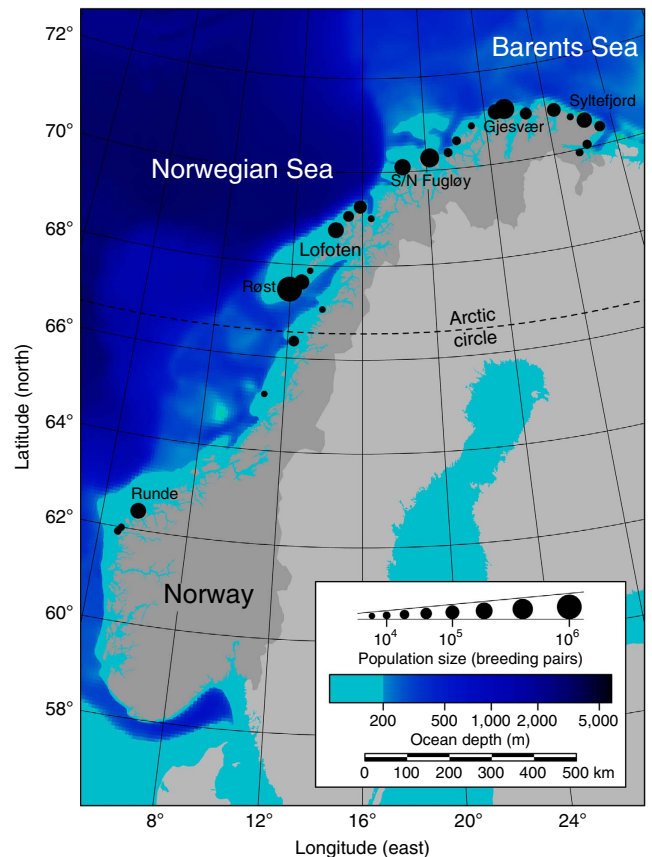 72°
70°
68°
66°
64°
62°
60°
58°
Latitude (north)
Barents Sea
Syltefjord
Gjesvær
Norwegian Sea
S/N Fugløy
Lofoten
Røst
Arctic
circle
Runde
Norway
10⁴ 10⁵ 10⁶
Population size (breeding pairs)
200 500 1,000 2,000 5,000
Ocean depth (m)
0 100 200 300 400 500 km
8° 12° 16° 20° 24°
Longitude (east)